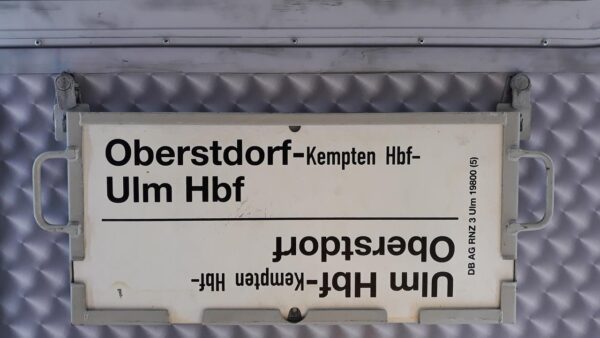 Oberstdorf-Kempten Hbf-
Ulm Hbf
Ulm Hbf-Kempten Hbf-
Oberstdorf
DB AG RNZ 3 Ulm 19800 (5)